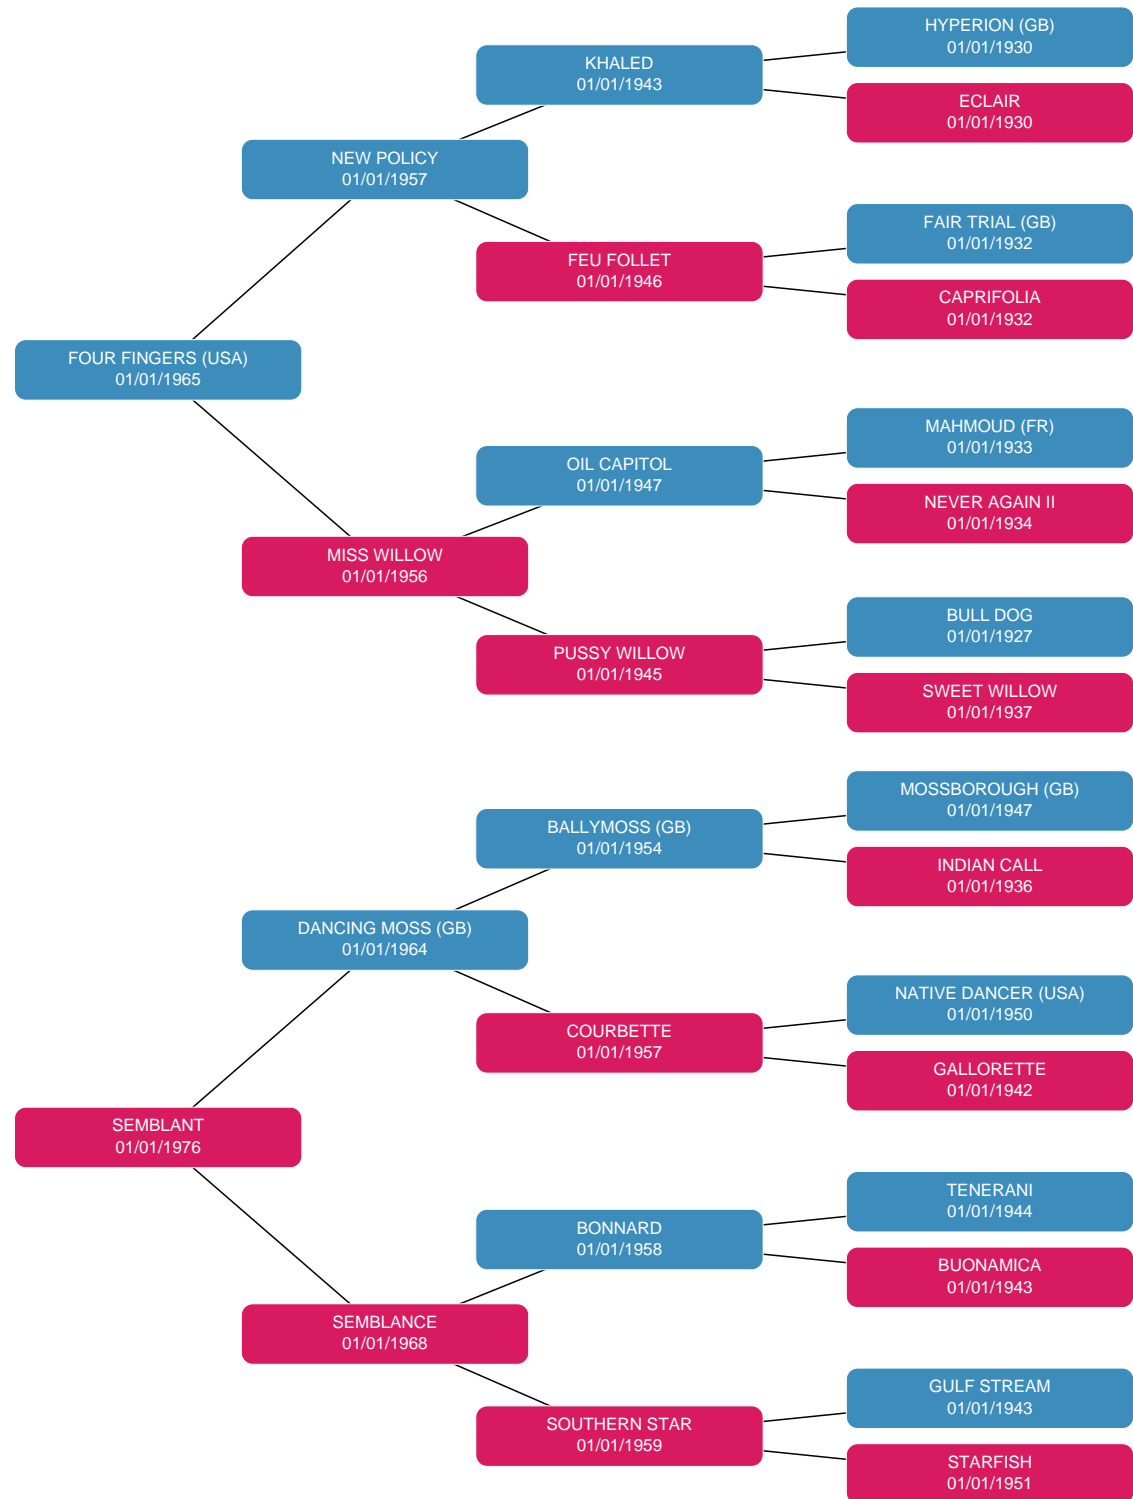 HYPERION (GB)
01/01/1930
KHALED
01/01/1943
ECLAIR
01/01/1930
NEW POLICY
01/01/1957
FAIR TRIAL (GB)
01/01/1932
FEU FOLLET
01/01/1946
CAPRIFOLIA
01/01/1932
FOUR FINGERS (USA)
01/01/1965
MAHMOUD (FR)
01/01/1933
OIL CAPITOL
01/01/1947
NEVER AGAIN II
01/01/1934
MISS WILLOW
01/01/1956
BULL DOG
01/01/1927
PUSSY WILLOW
01/01/1945
SWEET WILLOW
01/01/1937
MOSSBOROUGH (GB)
01/01/1947
BALLYMOSS (GB)
01/01/1954
INDIAN CALL
01/01/1936
DANCING MOSS (GB)
01/01/1964
NATIVE DANCER (USA)
01/01/1950
COURBETTE
01/01/1957
GALLORETTE
01/01/1942
SEMBLANT
01/01/1976
TENERANI
01/01/1944
BONNARD
01/01/1958
BUONAMICA
01/01/1943
SEMBLANCE
01/01/1968
GULF STREAM
01/01/1943
SOUTHERN STAR
01/01/1959
STARFISH
01/01/1951